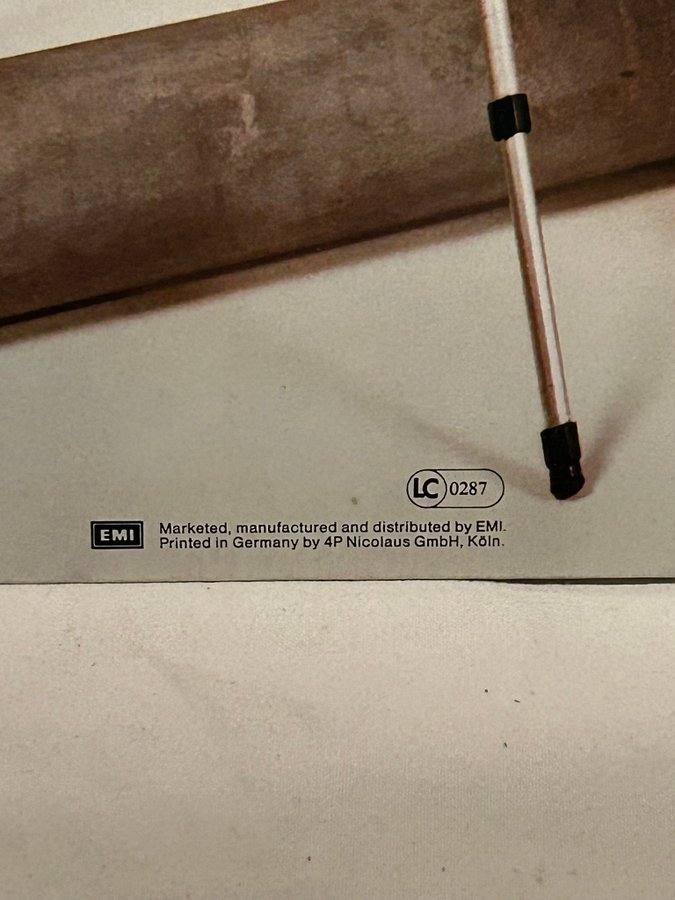 LC 0287
EMI
Marketed, manufactured and distributed by EMI.
Printed in Germany by 4P Nicolaus GmbH, Köln.